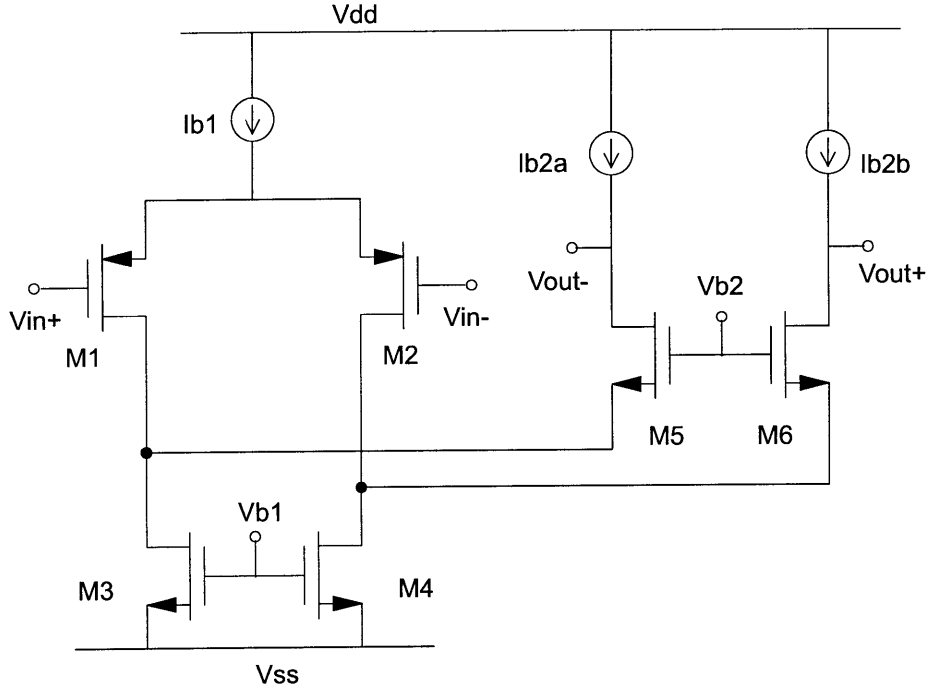 Vdd
Ib1
Ib2a
Ib2b
Vout-
Vout+
Vb2
Vin+
Vin-
M1
M2
M5
M6
Vb1
M3
M4
Vss